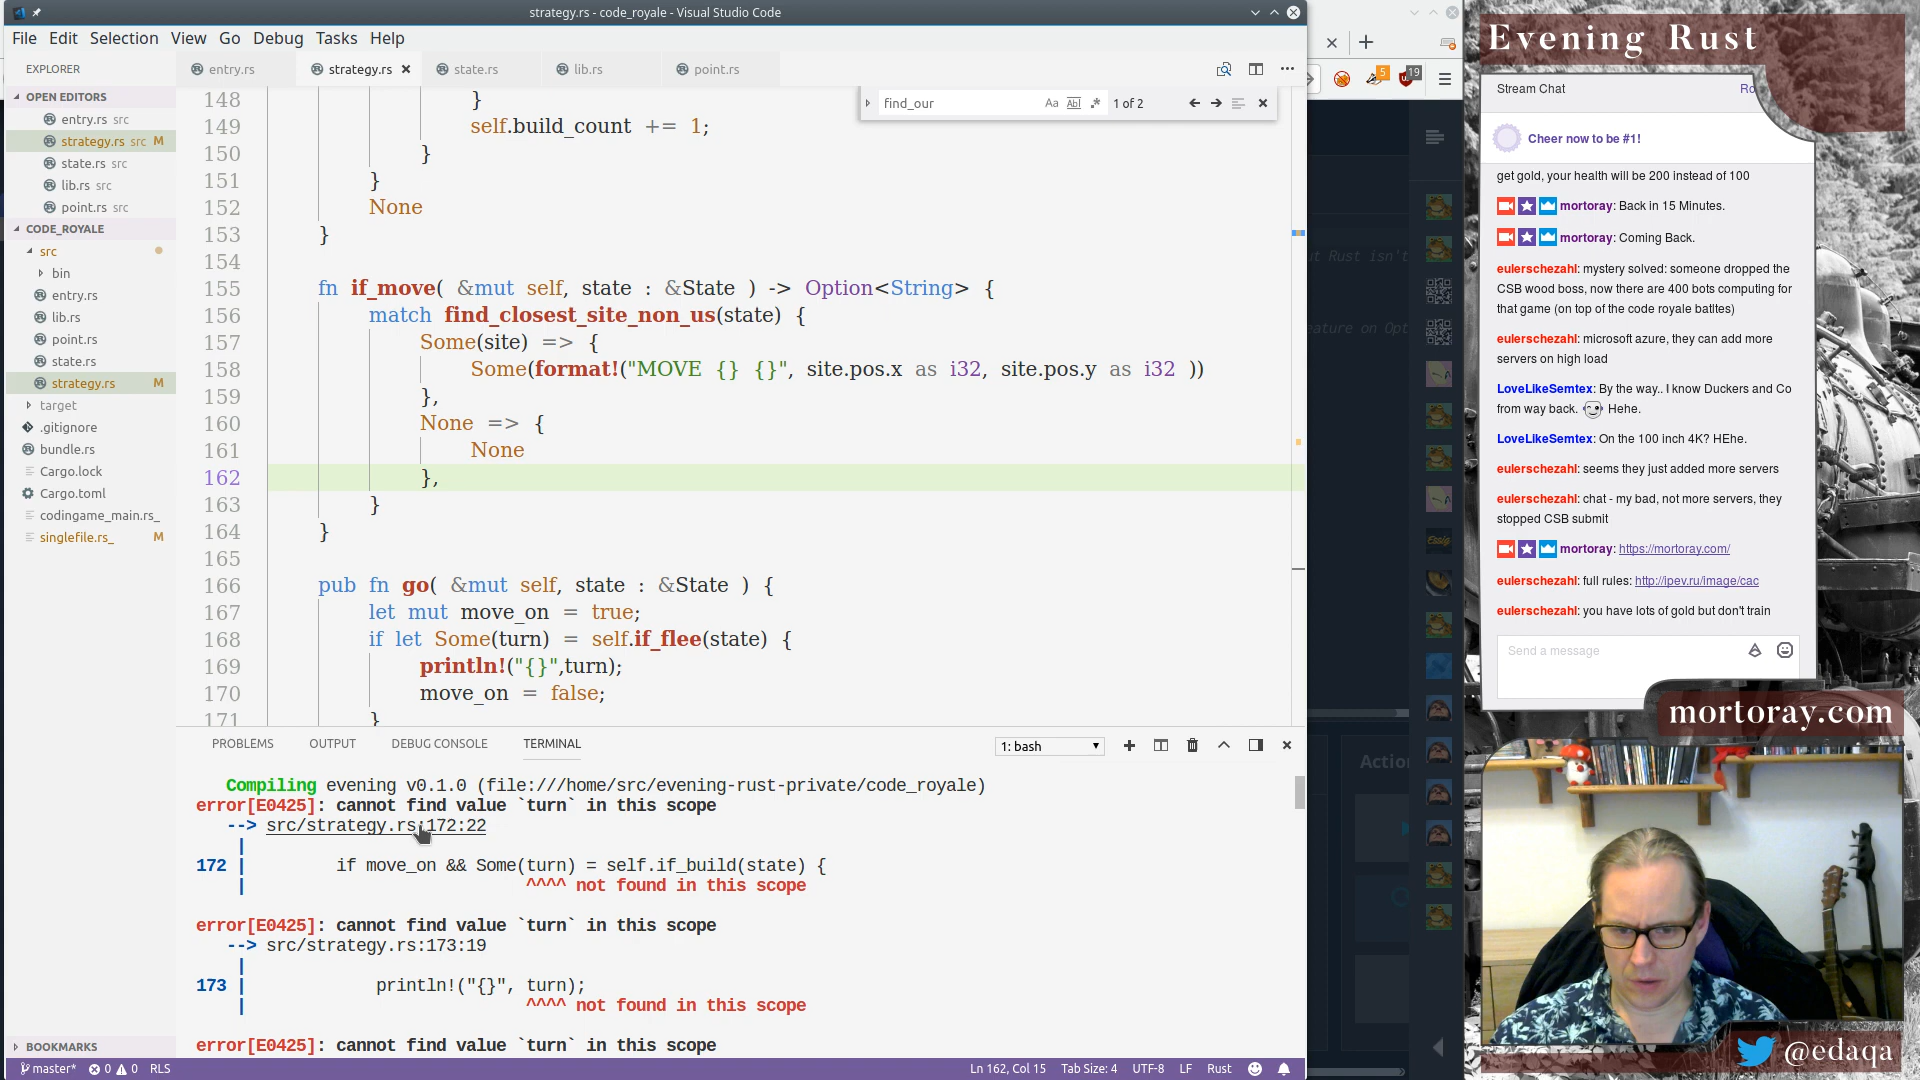 strategy.rs - code_royale - Visual Studio Code
File Edit Selection View Go Debug Tasks Help
EXPLORER
OPEN EDITORS
entry.rs src
strategy.rs src M
state.rs src
lib.rs src
point.rs src
CODE_ROYALE
src
bin
entry.rs
lib.rs
point.rs
state.rs
strategy.rs M
target
.gitignore
bundle.rs
Cargo.lock
Cargo.toml
codingame_main.rs_
singlefile.rs_ M
BOOKMARKS
entry.rs strategy.rs state.rs lib.rs point.rs
find_our Aa Abl .* 1 of 2
148 }
149 self.build_count += 1;
150 }
151 }
152 None
153 }
154
155 fn if_move( &mut self, state : &State ) -> Option<String> {
156 match find_closest_site_non_us(state) {
157 Some(site) => {
158 Some(format!("MOVE {} {}", site.pos.x as i32, site.pos.y as i32 ))
159 },
160 None => {
161 None
162 },
163 }
164 }
165
166 pub fn go( &mut self, state : &State ) {
167 let mut move_on = true;
168 if let Some(turn) = self.if_flee(state) {
169 println!("{}",turn);
170 move_on = false;
171 }
PROBLEMS OUTPUT DEBUG CONSOLE TERMINAL
1: bash
Compiling evening v0.1.0 (file:///home/src/evening-rust-private/code_royale)
error[E0425]: cannot find value `turn` in this scope
--> src/strategy.rs:172:22
|
172 | if move_on && Some(turn) = self.if_build(state) {
| ^^^^ not found in this scope
error[E0425]: cannot find value `turn` in this scope
--> src/strategy.rs:173:19
|
173 | println!("{}", turn);
| ^^^^ not found in this scope
error[E0425]: cannot find value `turn` in this scope
master* 0 0 RLS
Ln 162, Col 15 Tab Size: 4 UTF-8 LF Rust
5 19
ut Rust isn't
eature on Opt
Action
Evening Rust
Stream Chat Ro
Cheer now to be #1!
get gold, your health will be 200 instead of 100
mortoray: Back in 15 Minutes.
mortoray: Coming Back.
eulerschezahl: mystery solved: someone dropped the
CSB wood boss, now there are 400 bots computing for
that game (on top of the code royale batltes)
eulerschezahl: microsoft azure, they can add more
servers on high load
LoveLikeSemtex: By the way.. I know Duckers and Co
from way back. Hehe.
LoveLikeSemtex: On the 100 inch 4K? HEhe.
eulerschezahl: seems they just added more servers
eulerschezahl: chat - my bad, not more servers, they
stopped CSB submit
mortoray: https://mortoray.com/
eulerschezahl: full rules: http://ipev.ru/image/cac
eulerschezahl: you have lots of gold but don't train
Send a message
mortoray.com
@edaqa